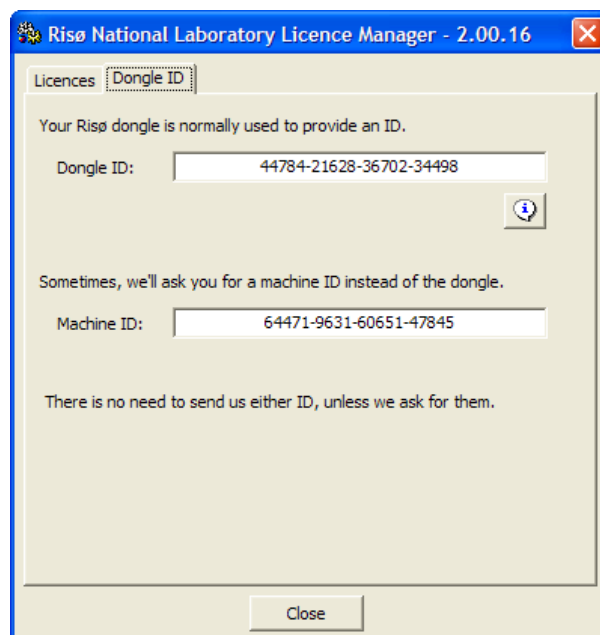 Risø National Laboratory Licence Manager - 2.00.16
Licences Dongle ID
Your Risø dongle is normally used to provide an ID.
Dongle ID: 44784-21628-36702-34498
Sometimes, we'll ask you for a machine ID instead of the dongle.
Machine ID: 64471-9631-60651-47845
There is no need to send us either ID, unless we ask for them.
Close